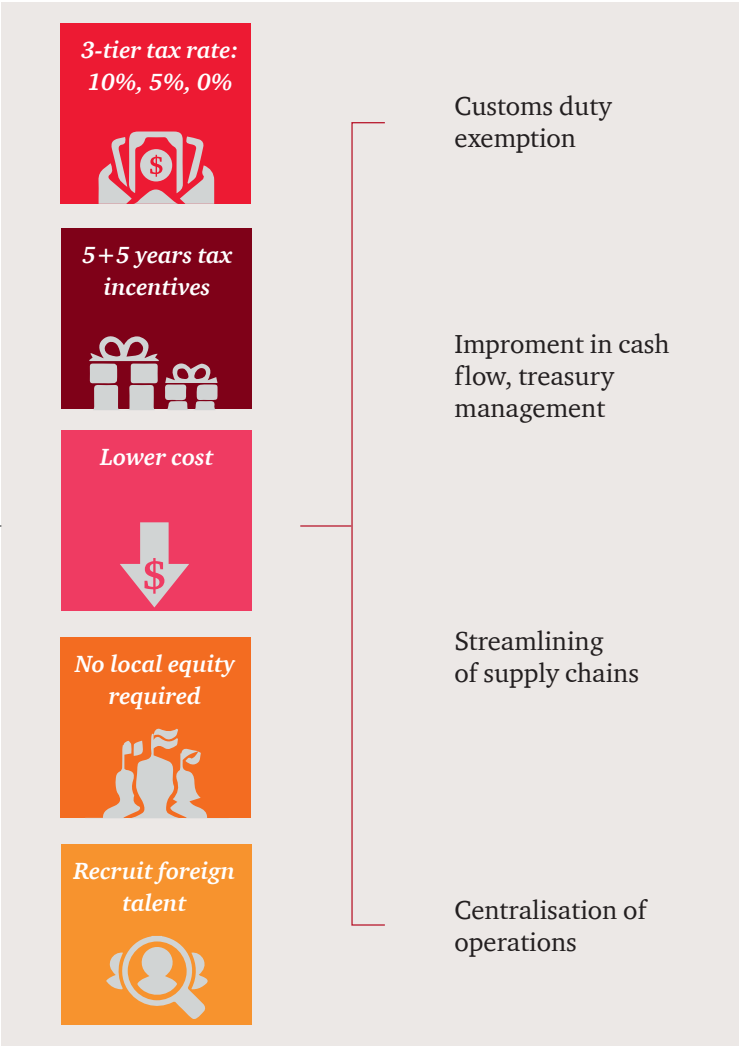 3-tier tax rate:
10%, 5%, 0%
$
5+5 years tax
incentives
Lower cost
$
No local equity
required
Recruit foreign
talent
Customs duty
exemption
Improment in cash
flow, treasury
management
Streamlining
of supply chains
Centralisation of
operations